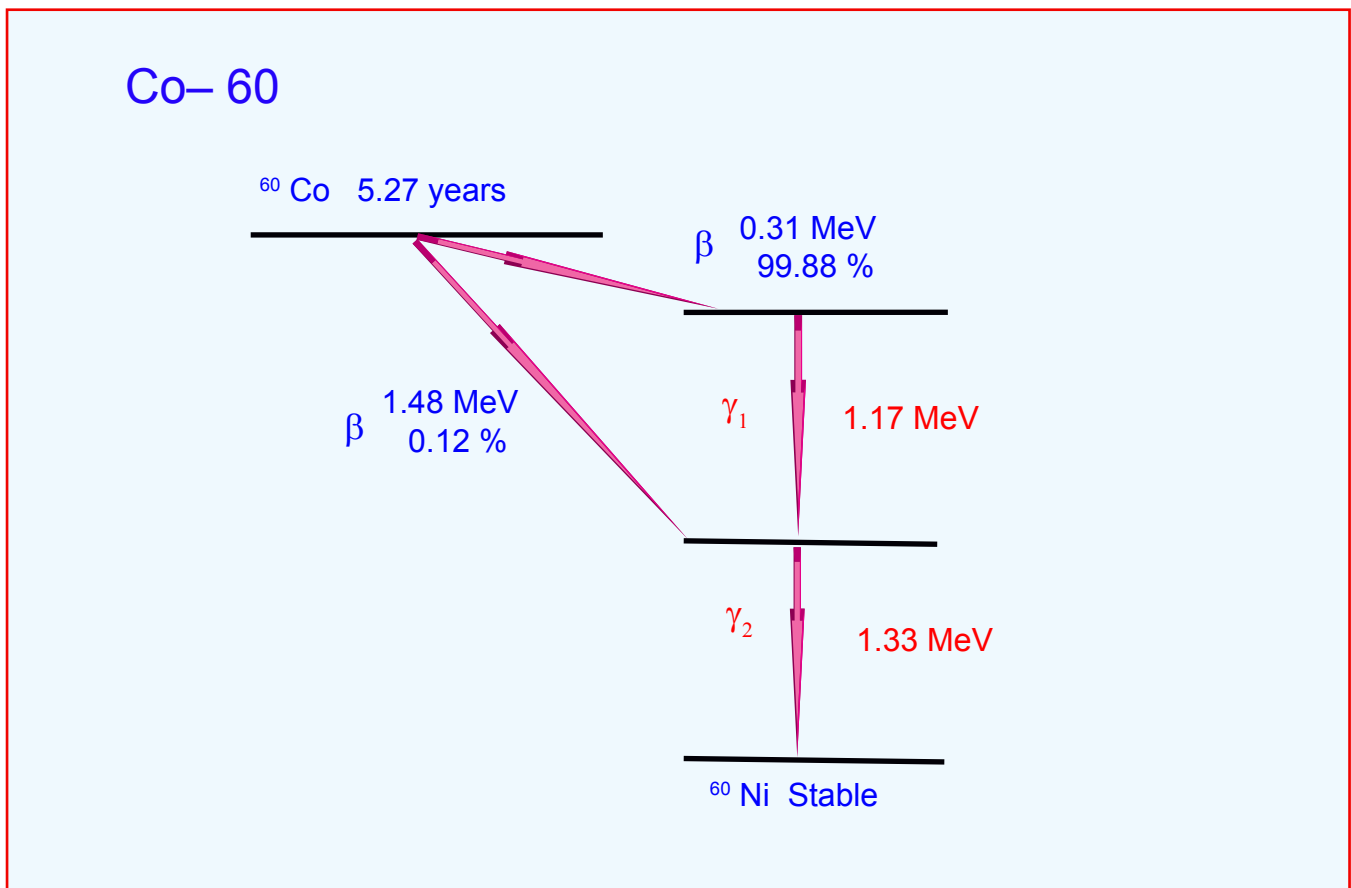 Co– 60
60 Co 5.27 years
β 0.31 MeV
99.88 %
β 1.48 MeV
0.12 %
γ1 1.17 MeV
γ2 1.33 MeV
60 Ni Stable